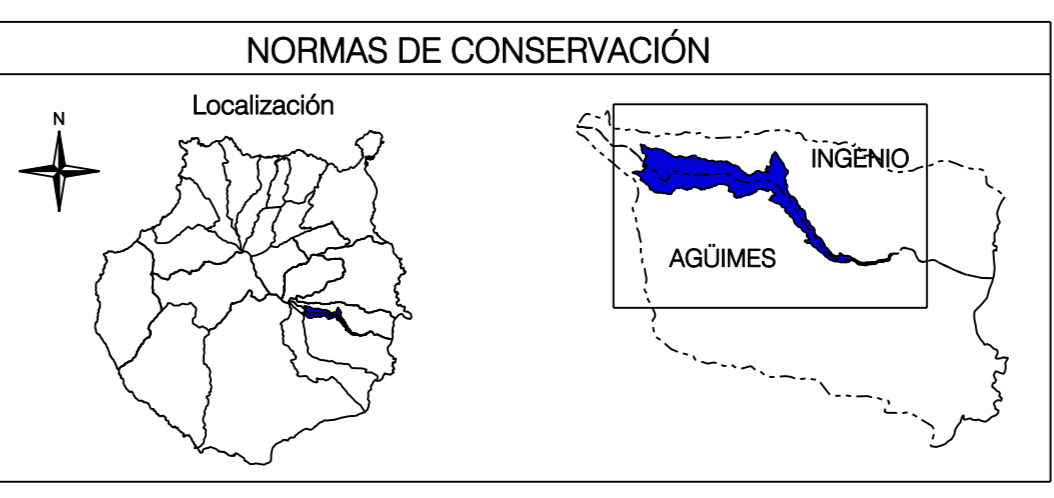 NORMAS DE CONSERVACIÓN
Localización
N
INGENIO
AGÜIMES